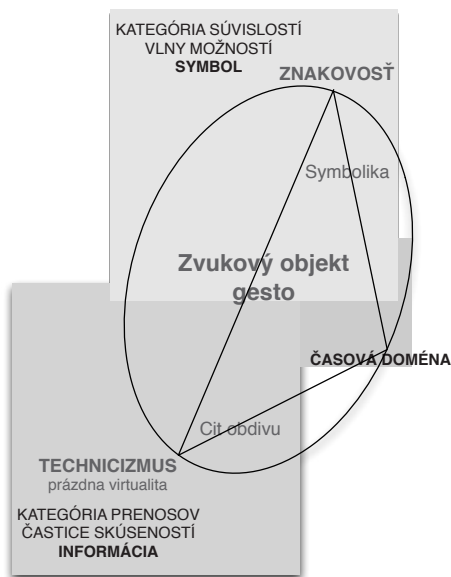 KATEGÓRIA SÚVISLOSTÍ
VLNY MOŽNOSTÍ
SYMBOL
ZNAKOVOSŤ
Symbolika
Zvukový objekt
gesto
ČASOVÁ DOMÉNA
Cit obdivu
TECHNICIZMUS
prázdna virtualita
KATEGÓRIA PRENOSOV
ČASTICE SKÚSENOSTÍ
INFORMÁCIA